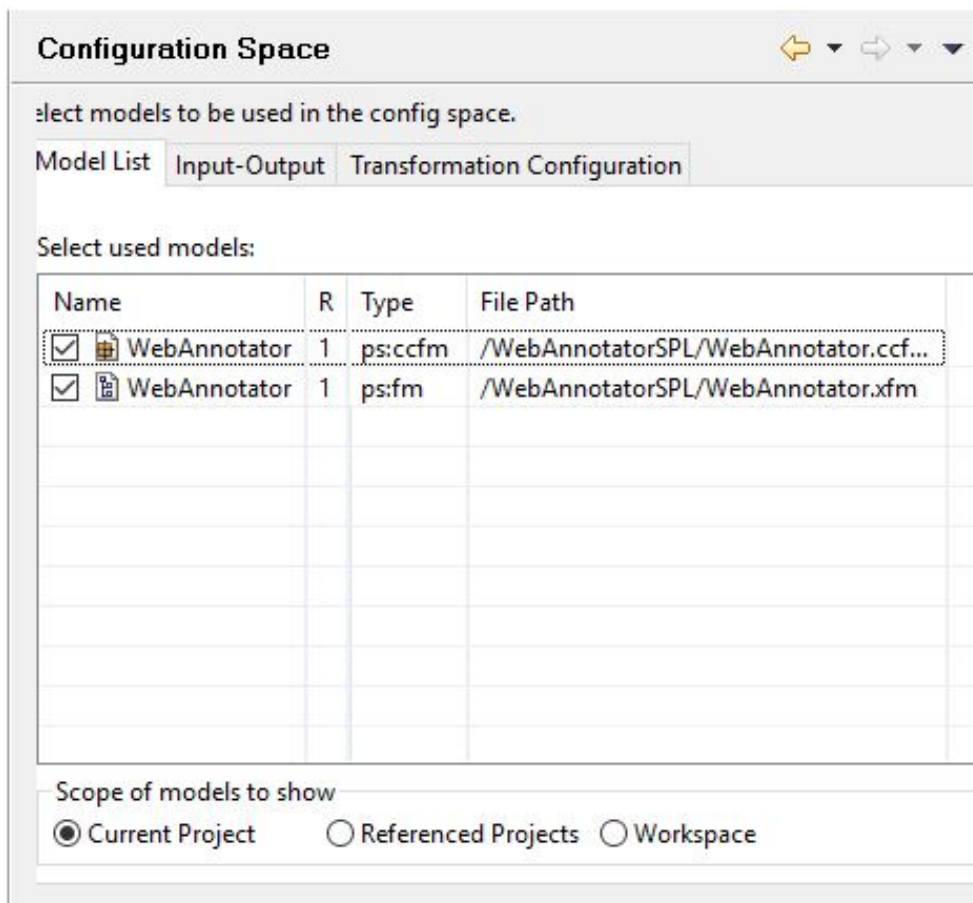 Configuration Space
elect models to be used in the config space.
Model List Input-Output Transformation Configuration
Select used models:
Name R Type File Path
WebAnnotator 1 ps:ccfm /WebAnnotatorSPL/WebAnnotator.ccf...
WebAnnotator 1 ps:fm /WebAnnotatorSPL/WebAnnotator.xfm
Scope of models to show
Current Project Referenced Projects Workspace